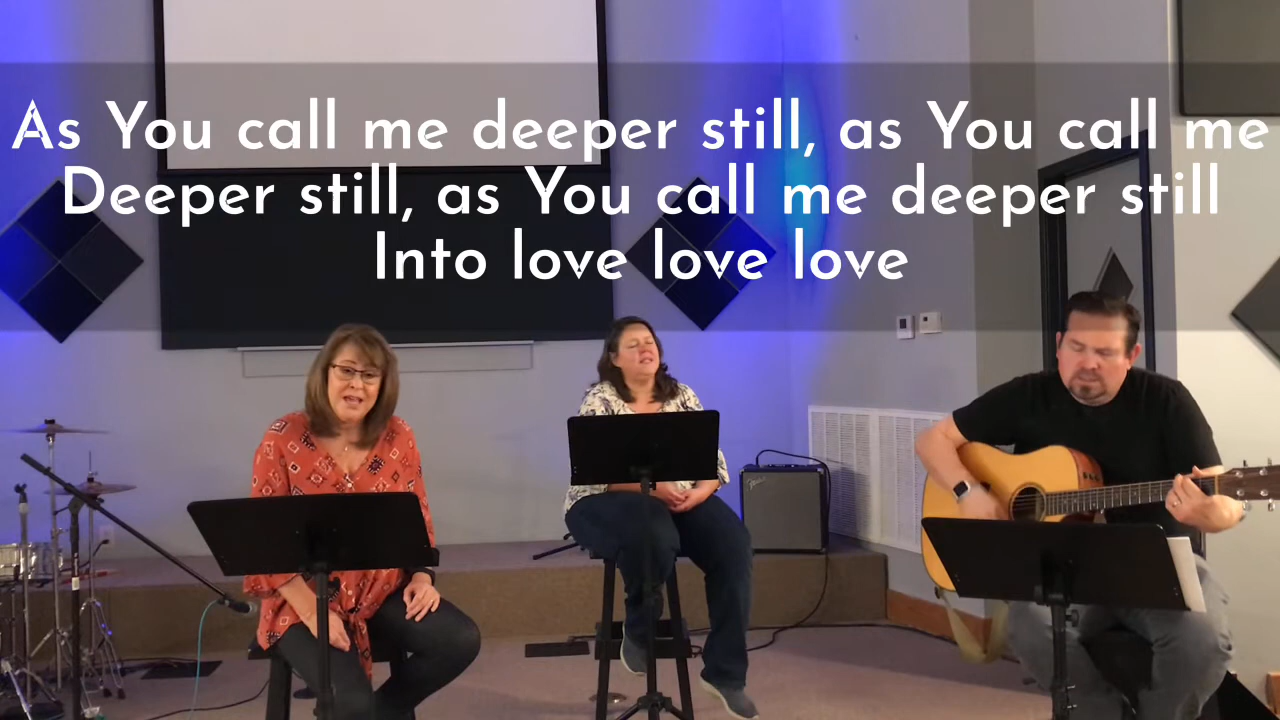 As You call me deeper still, as You call me
Deeper still, as You call me deeper still
Into love love love
Fender